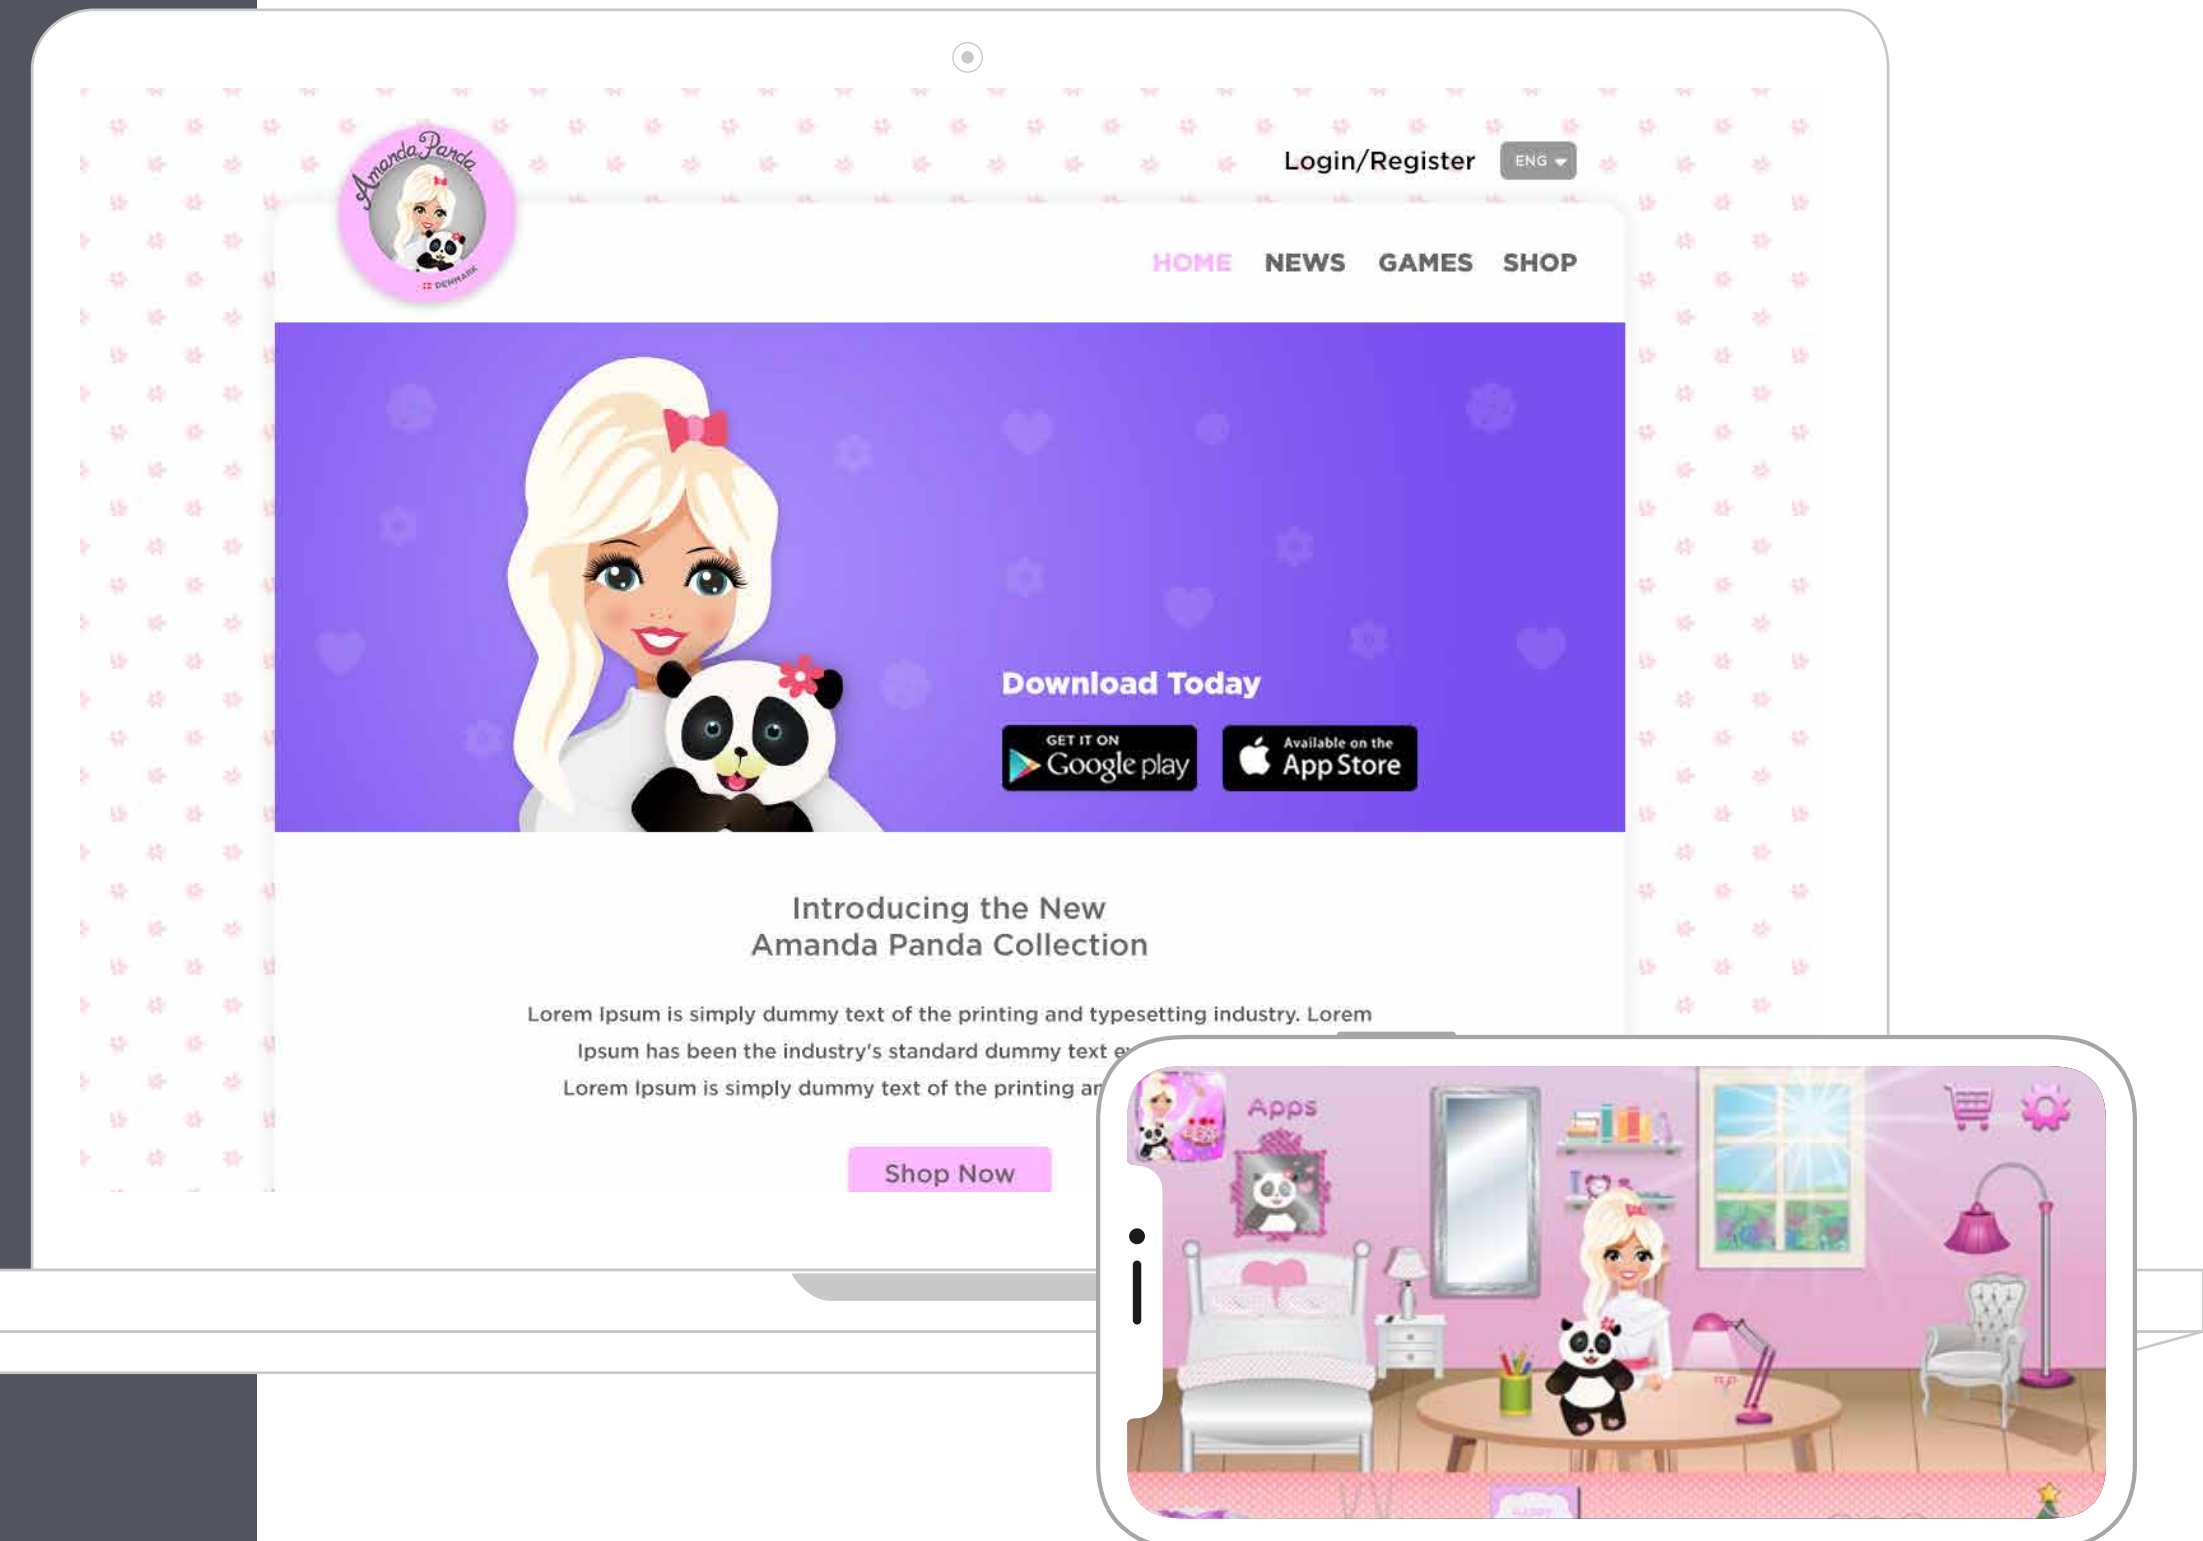 Amanda Panda
DENMARK
Login/Register
ENG
HOME NEWS GAMES SHOP
Download Today
GET IT ON
Google play
Available on the
App Store
Introducing the New
Amanda Panda Collection
Lorem Ipsum is simply dummy text of the printing and typesetting industry. Lorem
Ipsum has been the industry's standard dummy text
Lorem Ipsum is simply dummy text of the printing
Shop Now
Apps